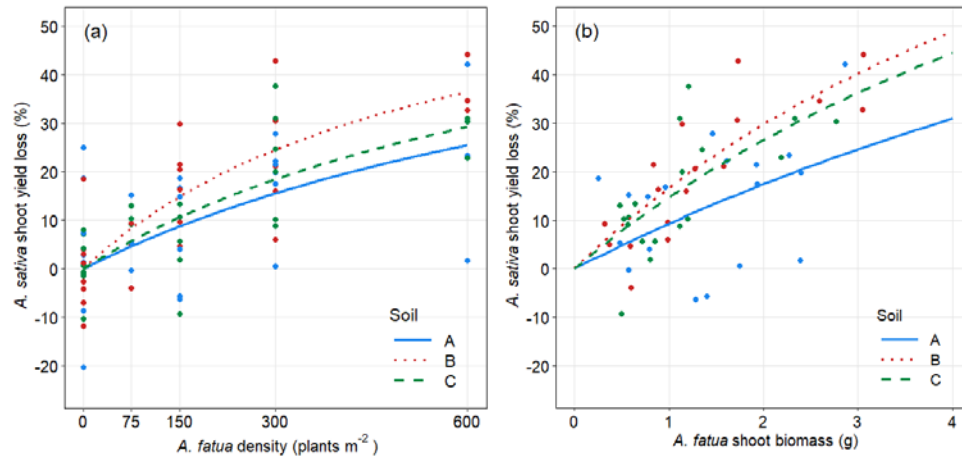 (a)
A. sativa shoot yield loss (%)
50
40
30
20
10
0
-10
-20
0 75 150 300 600
A. fatua density (plants m-2)
Soil
A
B
C
(b)
A. sativa shoot yield loss (%)
50
40
30
20
10
0
-10
-20
0 1 2 3 4
A. fatua shoot biomass (g)
Soil
A
B
C